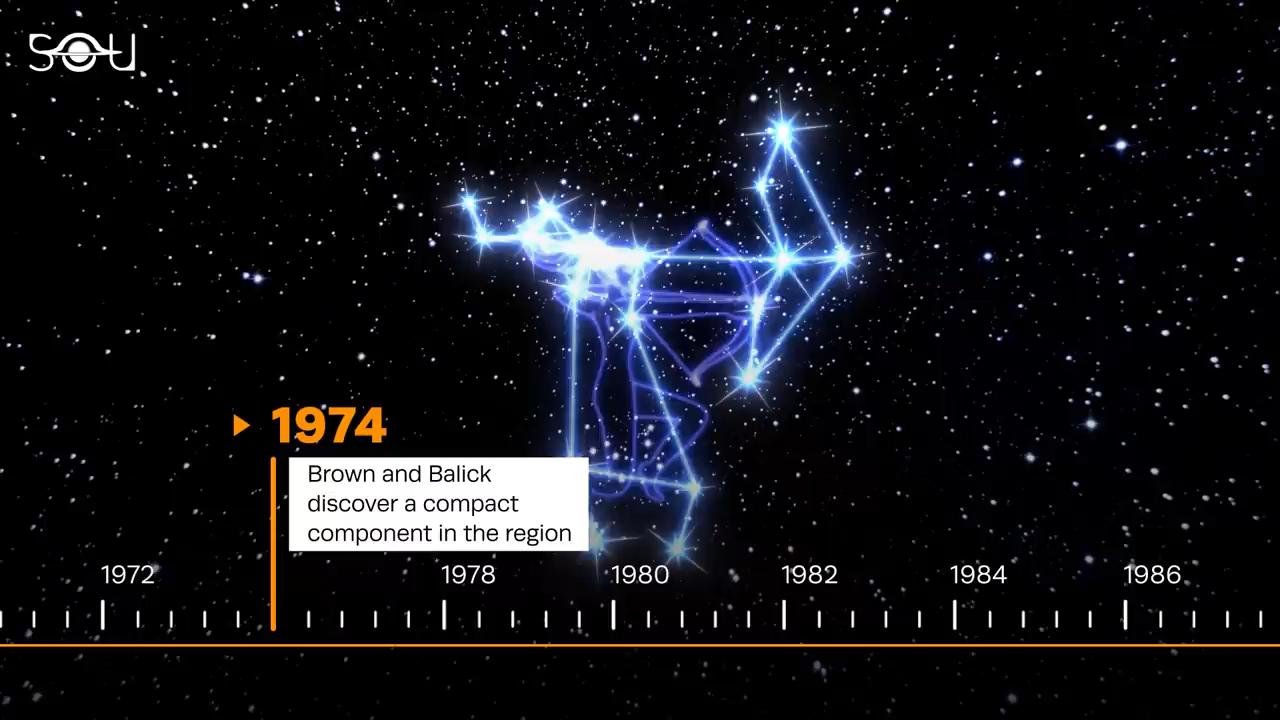 SOU
1974
Brown and Balick
discover a compact
component in the region
1972 1978 1980 1982 1984 1986